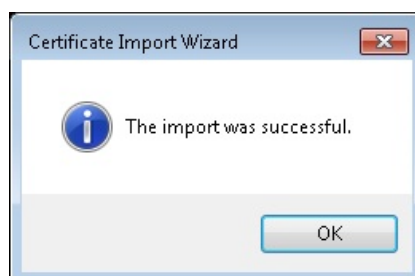 Certificate Import Wizard
The import was successful.
OK